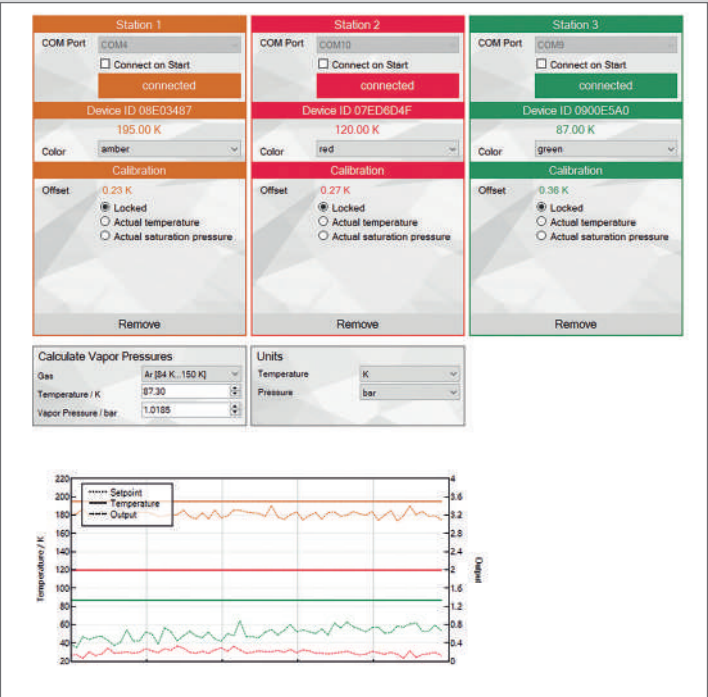 Station 1
COM Port COM4
Connect on Start
connected
Device ID 08E03487
195.00 K
Color amber
Calibration
Offset 0.23 K
Locked
Actual temperature
Actual saturation pressure
Remove
Station 2
COM Port COM10
Connect on Start
connected
Device ID 07ED6D4F
120.00 K
Color red
Calibration
Offset 0.27 K
Locked
Actual temperature
Actual saturation pressure
Remove
Station 3
COM Port COM9
Connect on Start
connected
Device ID 0900E5A0
87.00 K
Color green
Calibration
Offset 0.36 K
Locked
Actual temperature
Actual saturation pressure
Remove
Calculate Vapor Pressures
Gas Ar [84 K...150 K]
Temperature / K 87.30
Vapor Pressure / bar 1.0185
Units
Temperature K
Pressure bar
Setpoint
Temperature
Output
Temperature / K
220
200
180
160
140
120
100
80
60
40
20
4
3.6
3.2
2.8
2.4
2
1.6
1.2
0.8
0.4
0
Output